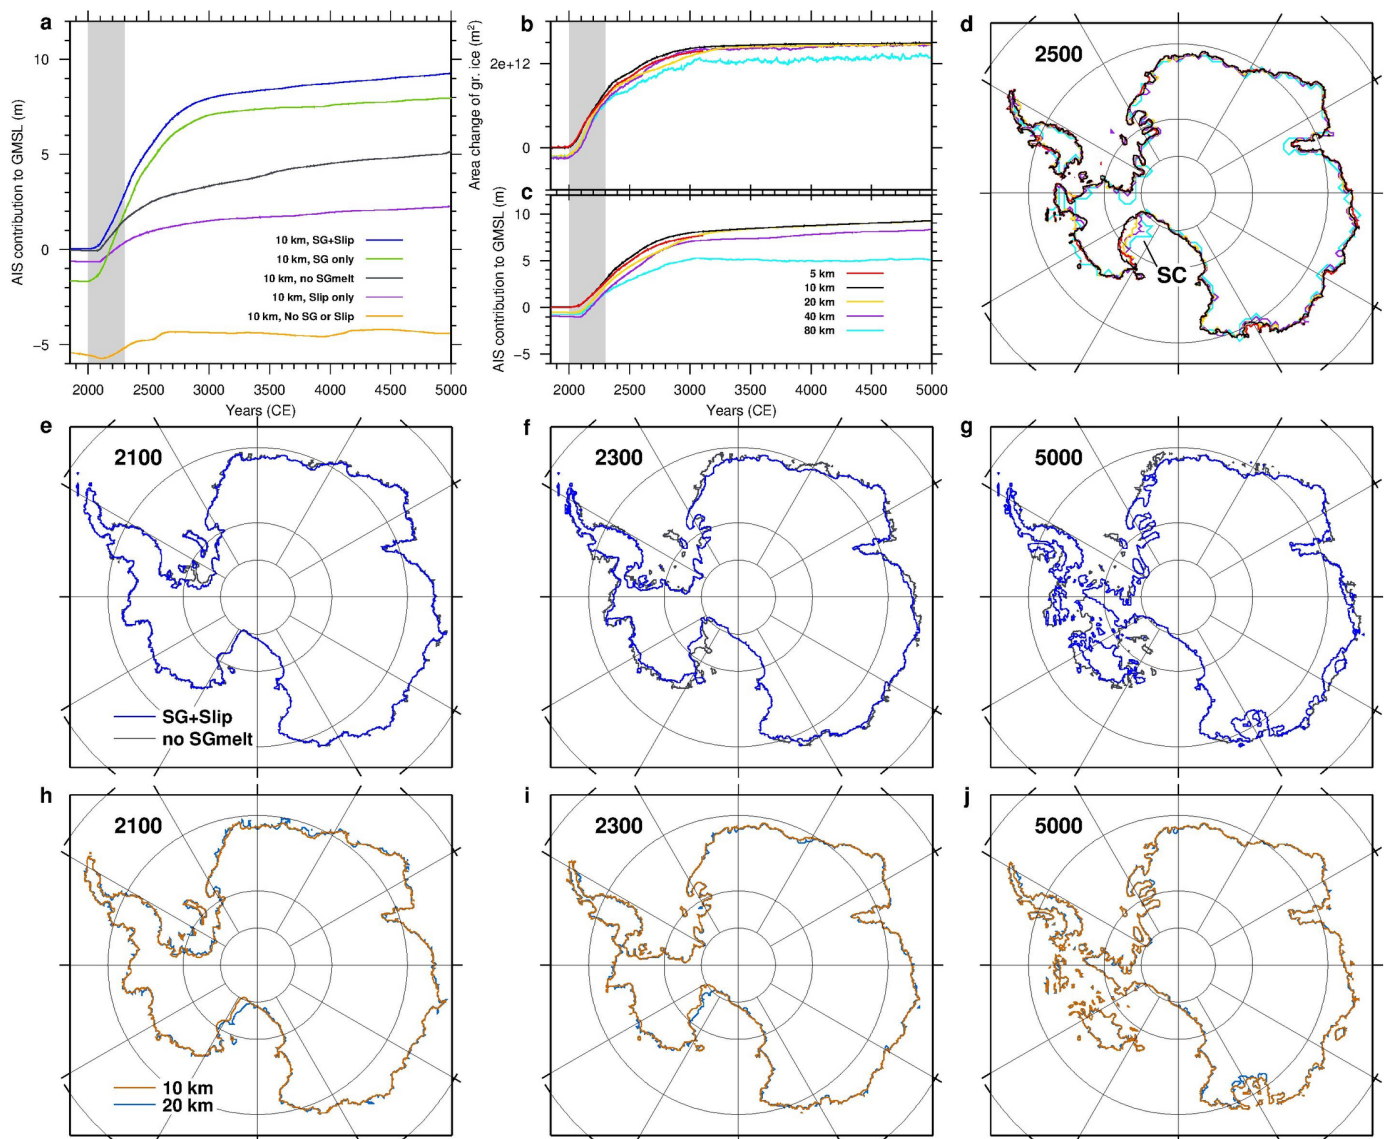 a
AIS contribution to GMSL (m)
10
5
0
−5
10 km, SG+Slip
10 km, SG only
10 km, no SGmelt
10 km, Slip only
10 km, No SG or Slip
2000 2500 3000 3500 4000 4500 5000
Years (CE)
b
Area change of gr. ice (m²)
2e+12
0
c
AIS contribution to GMSL (m)
10
5
0
−5
5 km
10 km
20 km
40 km
80 km
2000 2500 3000 3500 4000 4500 5000
Years (CE)
d
2500
SC
e
2100
SG+Slip
no SGmelt
f
2300
g
5000
h
2100
10 km
20 km
i
2300
j
5000